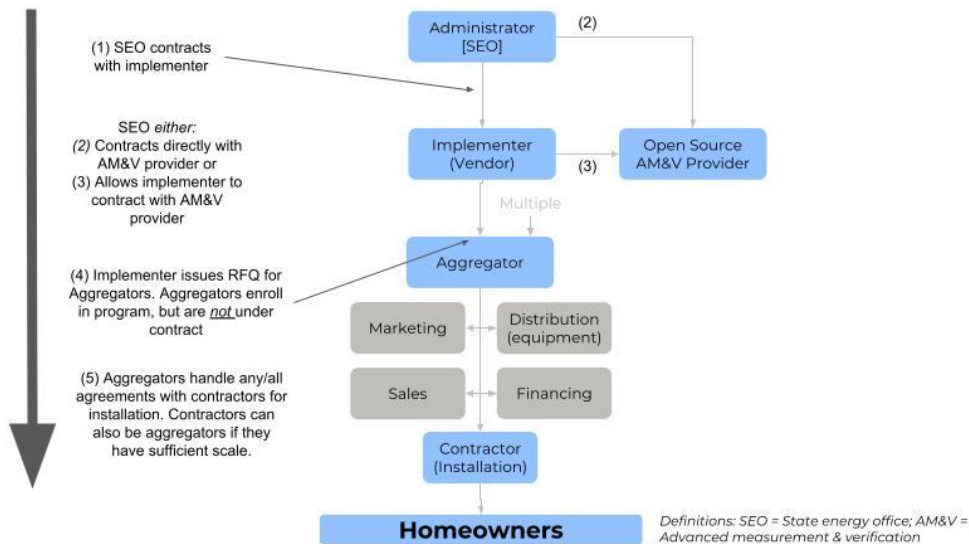 Administrator
[SEO]
(2)
(1) SEO contracts
with implementer
SEO either:
(2) Contracts directly with
AM&V provider or
(3) Allows implementer to
contract with AM&V
provider
Implementer
(Vendor)
(3)
Open Source
AM&V Provider
Multiple
Aggregator
(4) Implementer issues RFQ for
Aggregators. Aggregators enroll
in program, but are not under
contract
Marketing
Distribution
(equipment)
(5) Aggregators handle any/all
agreements with contractors for
installation. Contractors can
also be aggregators if they
have sufficient scale.
Sales
Financing
Contractor
(Installation)
Homeowners
Definitions: SEO = State energy office; AM&V =
Advanced measurement & verification